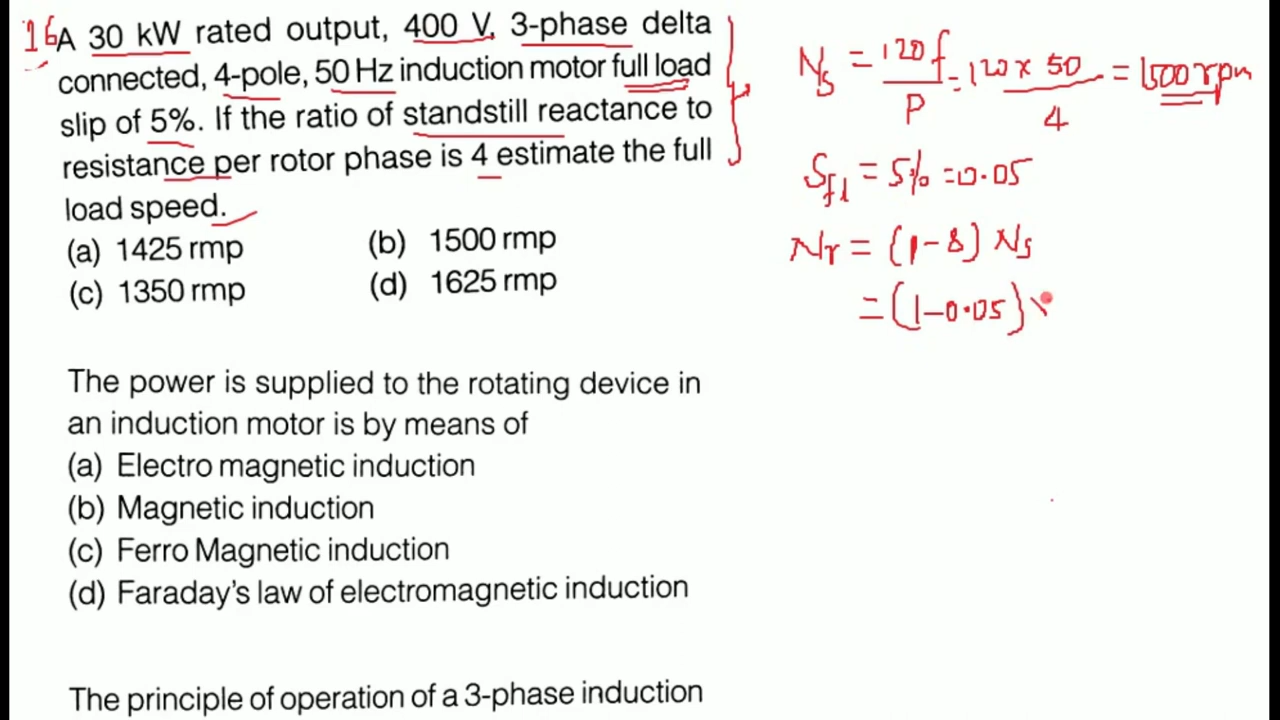 16 A 30 kW rated output, 400 V, 3-phase delta
connected, 4-pole, 50 Hz induction motor full load
slip of 5%. If the ratio of standstill reactance to
resistance per rotor phase is 4 estimate the full
load speed.
(a) 1425 rmp (b) 1500 rmp
(c) 1350 rmp (d) 1625 rmp
The power is supplied to the rotating device in
an induction motor is by means of
(a) Electro magnetic induction
(b) Magnetic induction
(c) Ferro Magnetic induction
(d) Faraday's law of electromagnetic induction
The principle of operation of a 3-phase induction
Ns = 120f/P = 120 x 50/4 = 1500 rpm
Sfl = 5% = 0.05
Nr = (1-s) Ns
= (1-0.05)